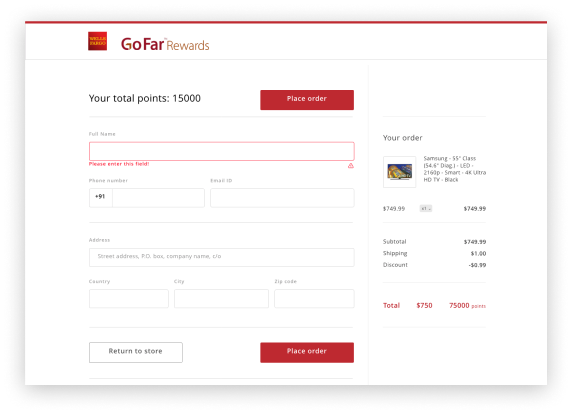 WELLS
FARGO
GoFar Rewards
Your total points: 15000
Place order
Full Name
Please enter this field!
Phone number
Email ID
+91
Address
Street address, P.O. box, company name, c/o
Country
City
Zip code
Return to store
Place order
Your order
Samsung - 55" Class
(54.6" Diag.) - LED -
2160p - Smart - 4K Ultra
HD TV - Black
$749.99
$749.99
Subtotal
$749.99
Shipping
$1.00
Discount
-$0.99
Total
$750
75000 points